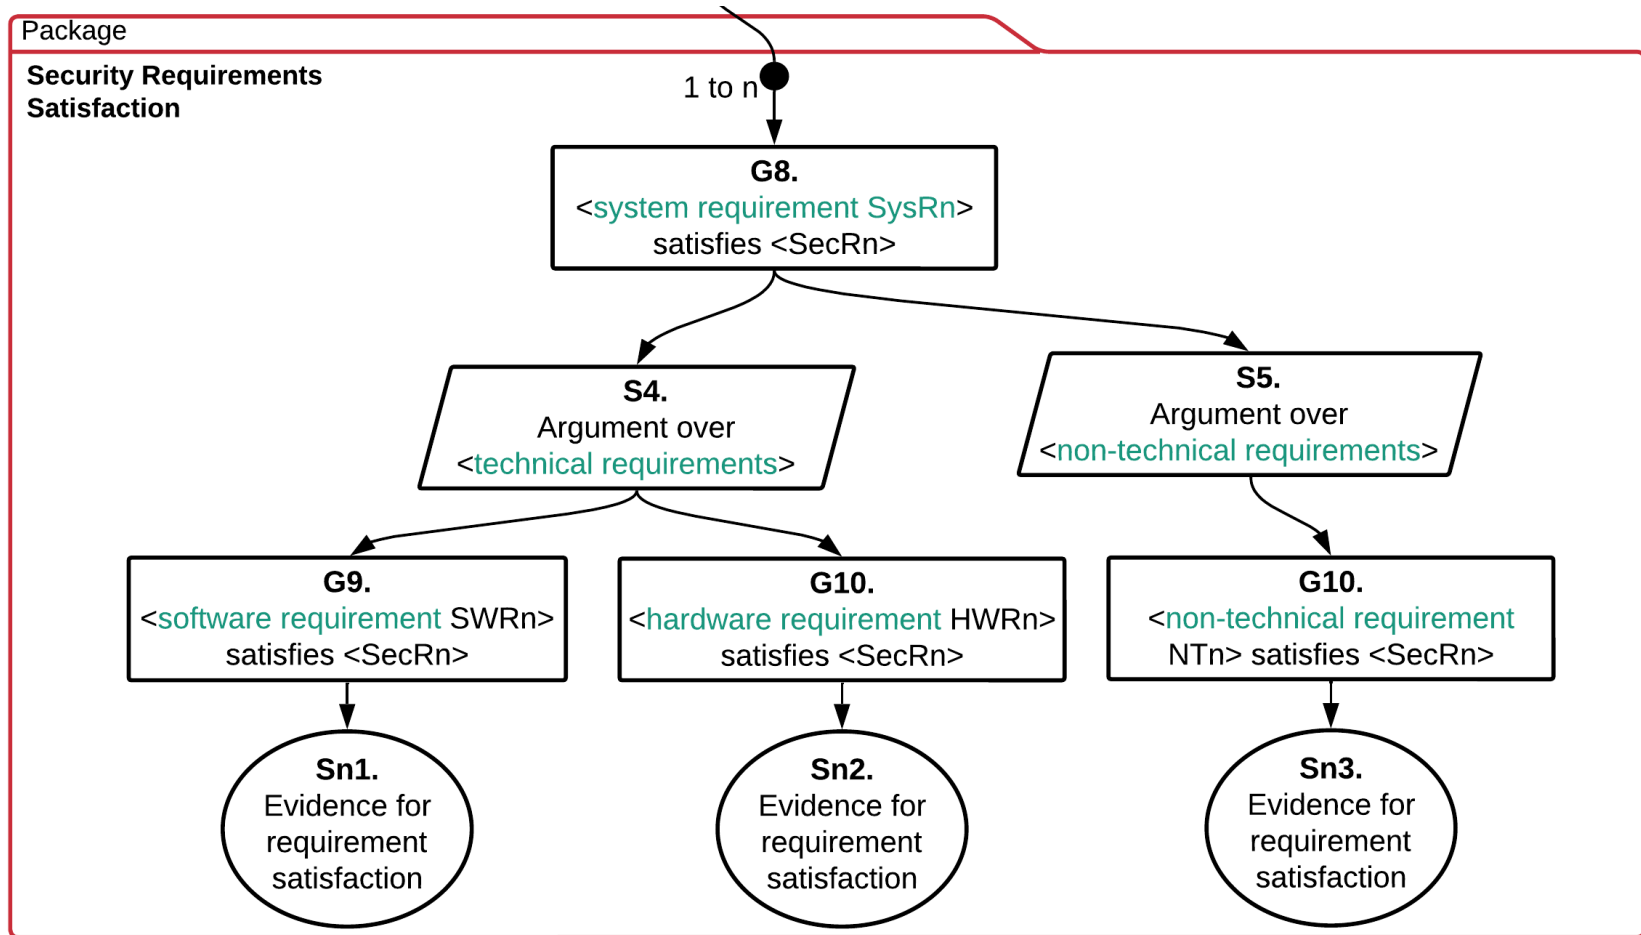 Package
Security Requirements
Satisfaction
1 to n
G8.
<system requirement SysRn>
satisfies <SecRn>
S4.
Argument over
<technical requirements>
S5.
Argument over
<non-technical requirements>
G9.
<software requirement SWRn>
satisfies <SecRn>
G10.
<hardware requirement HWRn>
satisfies <SecRn>
G10.
<non-technical requirement
NTn> satisfies <SecRn>
Sn1.
Evidence for
requirement
satisfaction
Sn2.
Evidence for
requirement
satisfaction
Sn3.
Evidence for
requirement
satisfaction